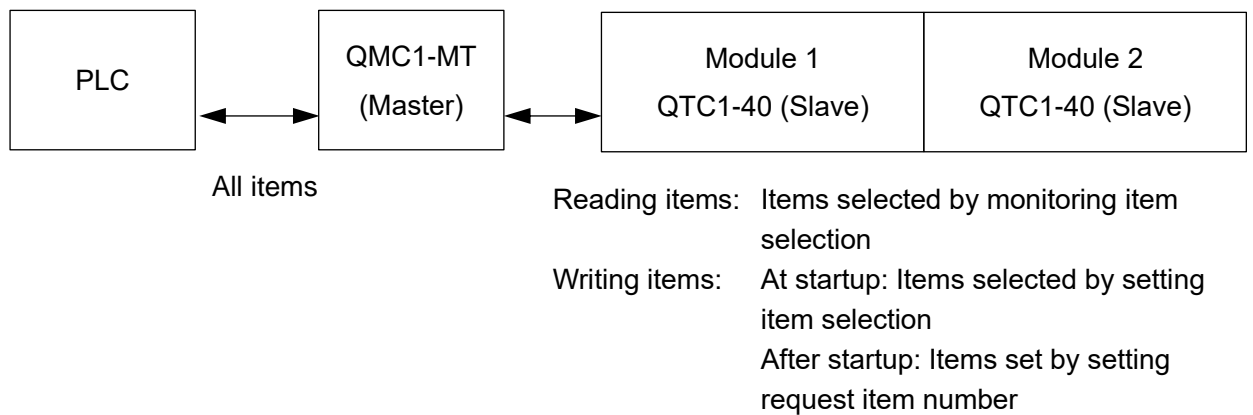 PLC
QMC1-MT
(Master)
Module 1
QTC1-40 (Slave)
Module 2
QTC1-40 (Slave)
All items
Reading items: Items selected by monitoring item
selection
Writing items: At startup: Items selected by setting
item selection
After startup: Items set by setting
request item number